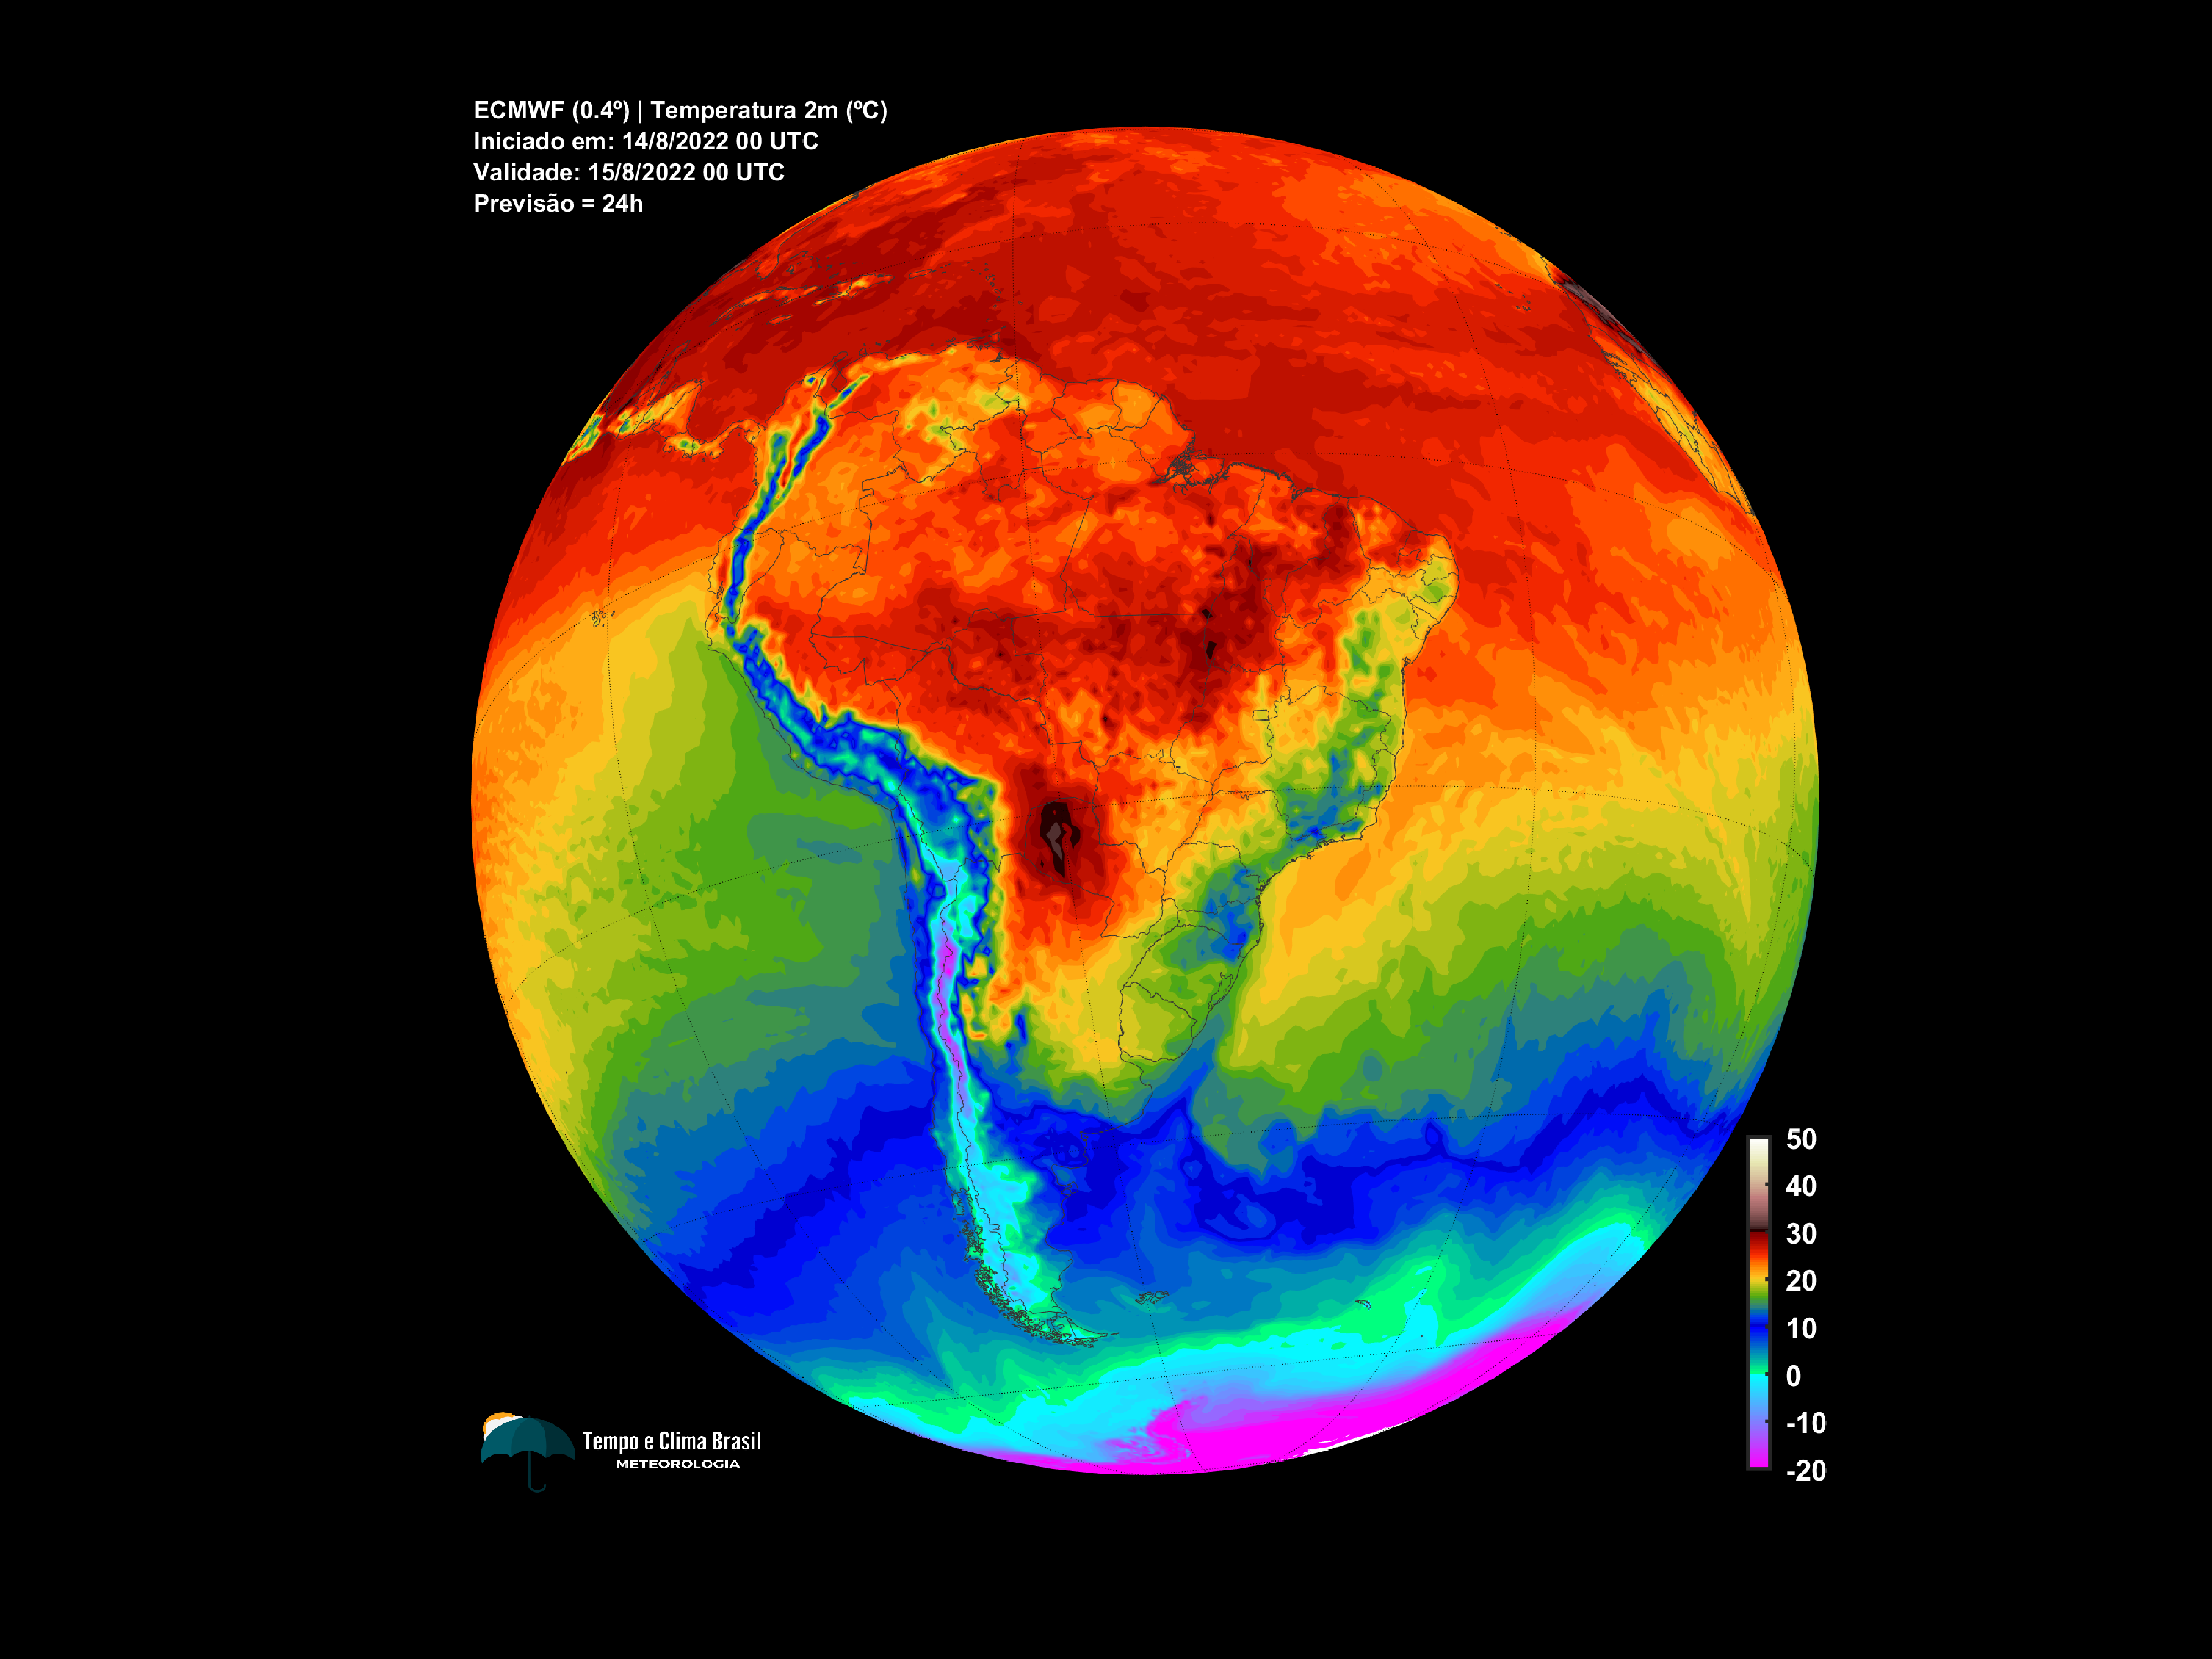 ECMWF (0.4º) | Temperatura 2m (ºC)
Iniciado em: 14/8/2022 00 UTC
Validade: 15/8/2022 00 UTC
Previsão = 24h
50
40
30
20
10
0
-10
-20
Tempo e Clima Brasil
METEOROLOGIA